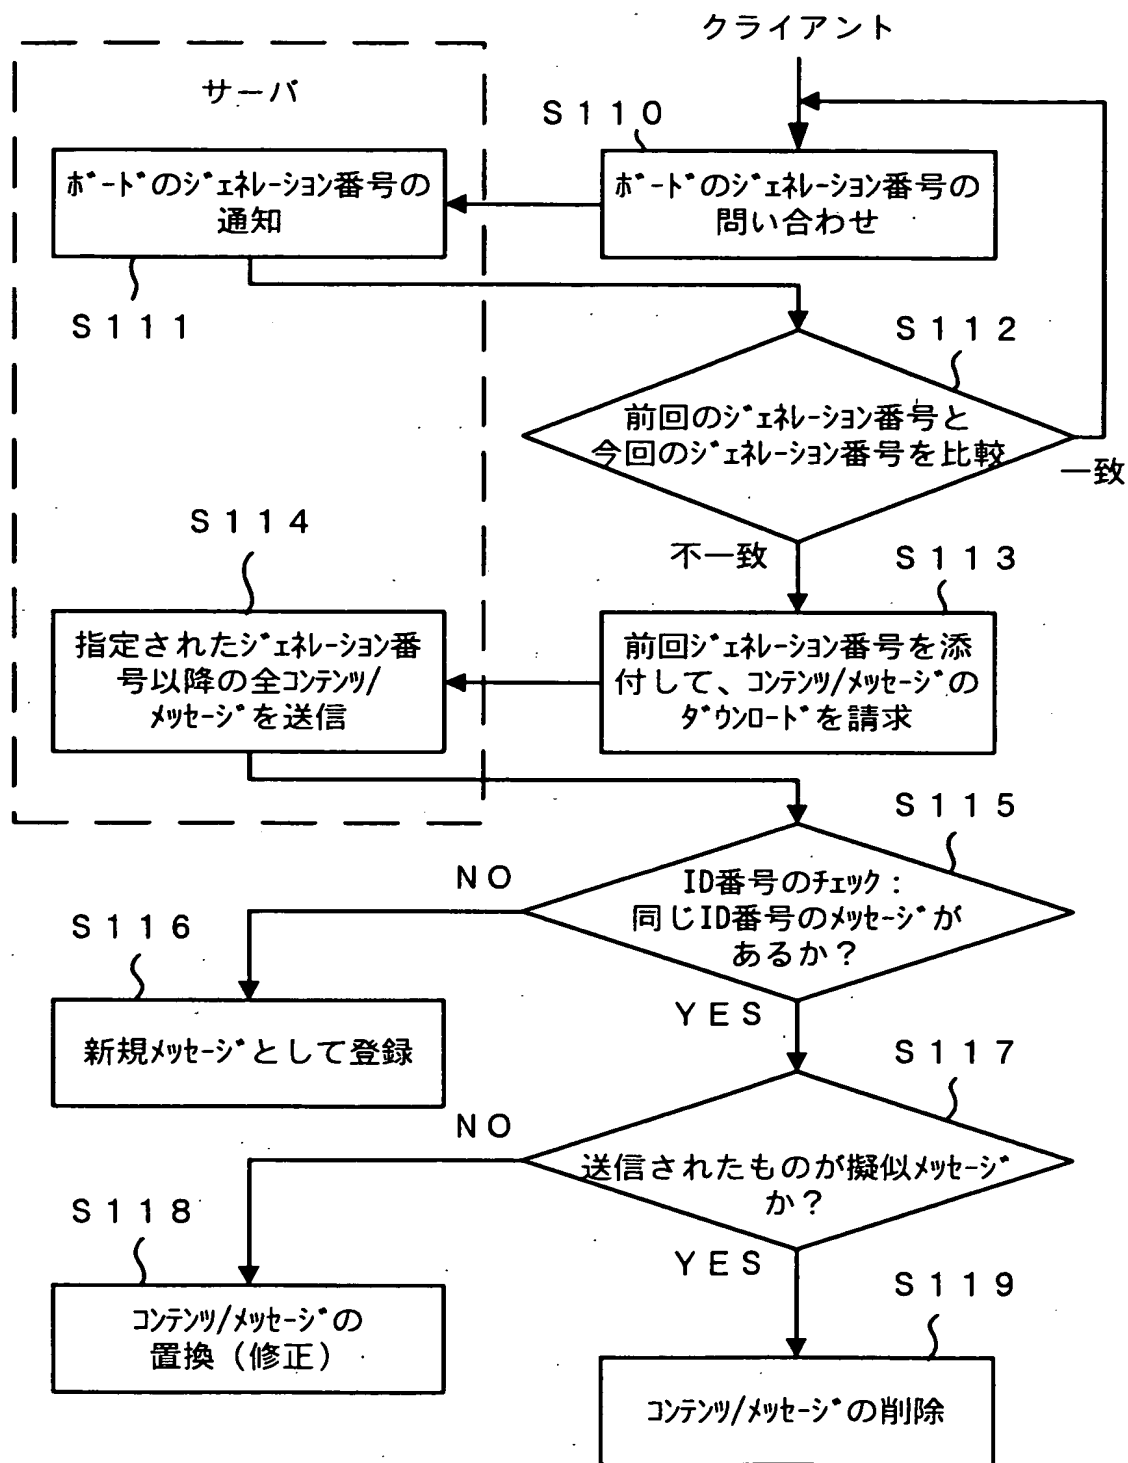 クライアント
サーバ
S110
ボードのジェネレーション番号の
通知
ボードのジェネレーション番号の
問い合わせ
S111
S112
前回のジェネレーション番号と
今回のジェネレーション番号を比較
一致
S114
不一致
S113
指定されたジェネレーション番
号以降の全コンテンツ/
メッセージを送信
前回ジェネレーション番号を添
付して、コンテンツ/メッセージの
ダウンロードを請求
S115
NO
ID番号のチェック:
同じID番号のメッセージが
あるか?
S116
YES
新規メッセージとして登録
S117
NO
送信されたものが擬似メッセージ
か?
S118
YES
S119
コンテンツ/メッセージの
置換(修正)
コンテンツ/メッセージの削除